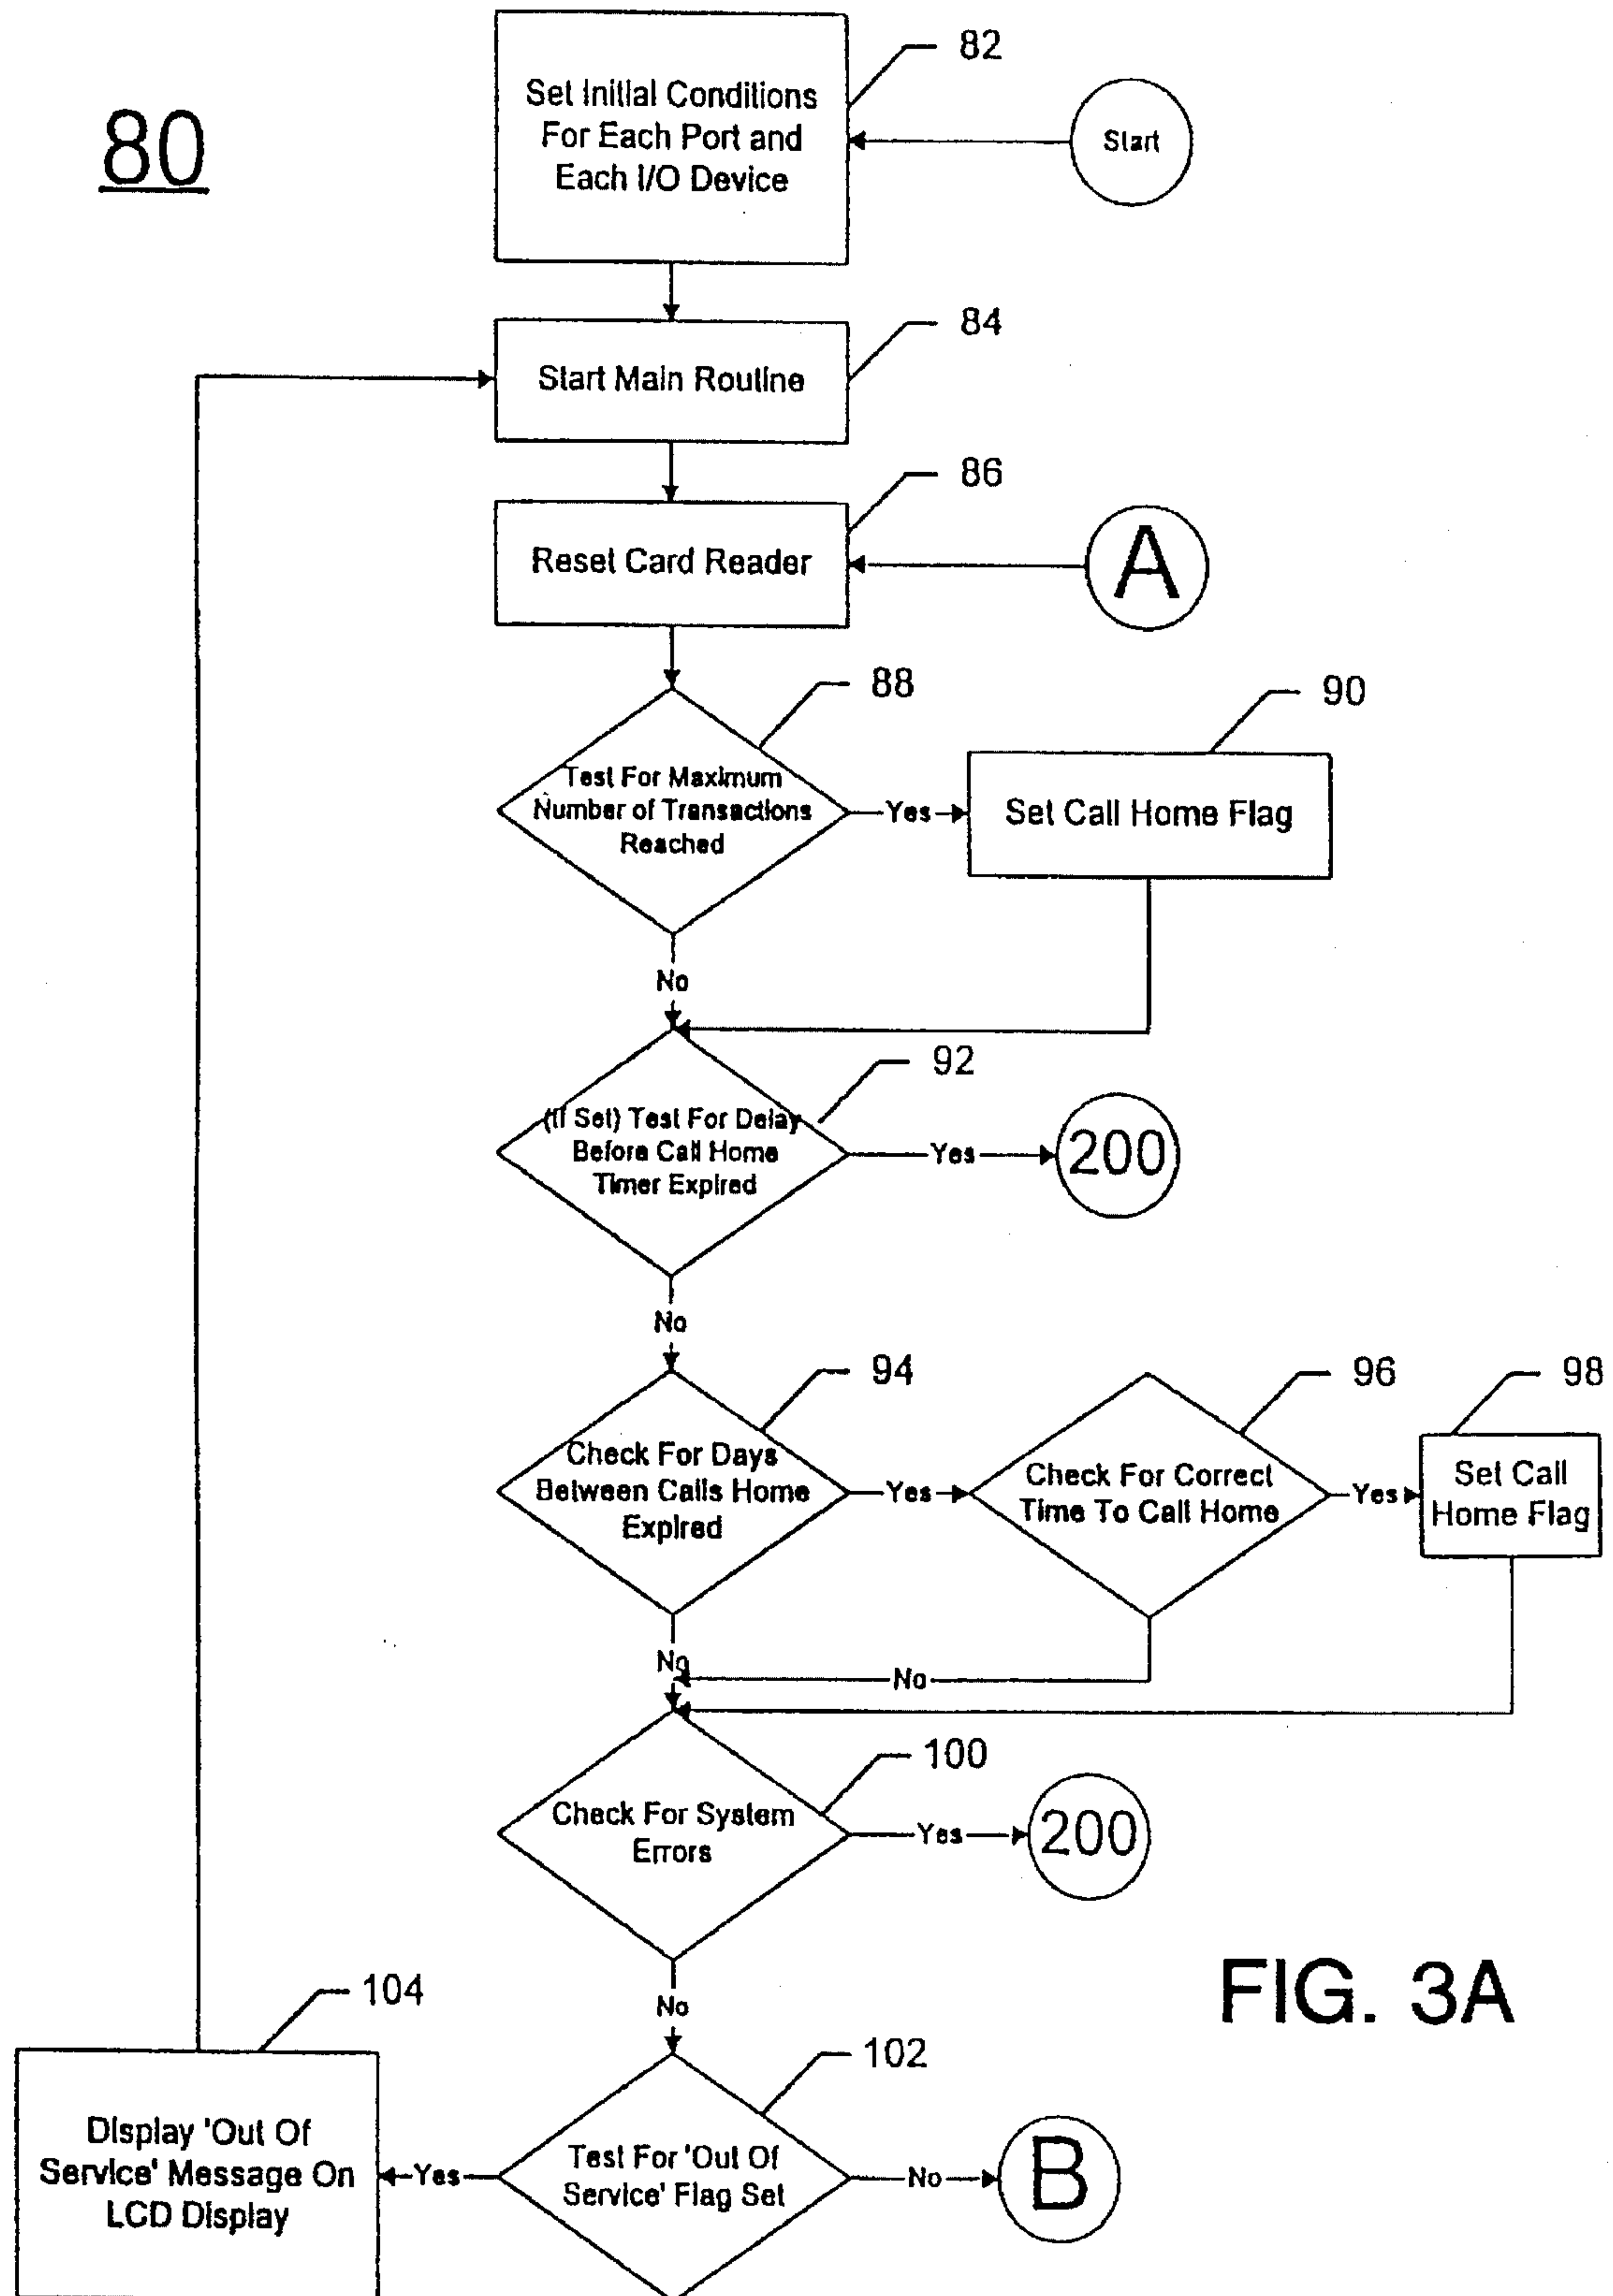 80
82
Set Initial Conditions
For Each Port and
Each I/O Device
Start
84
Start Main Routine
86
Reset Card Reader
A
88
Test For Maximum
Number of Transactions
Reached
Yes
90
Set Call Home Flag
No
92
(If Set) Test For Delay
Before Call Home
Timer Expired
Yes
200
No
94
Check For Days
Between Calls Home
Expired
Yes
96
Check For Correct
Time To Call Home
Yes
98
Set Call
Home Flag
No
No
100
Check For System
Errors
Yes
200
No
FIG. 3A
104
Display 'Out Of
Service' Message On
LCD Display
Yes
102
Test For 'Out Of
Service' Flag Set
No
B